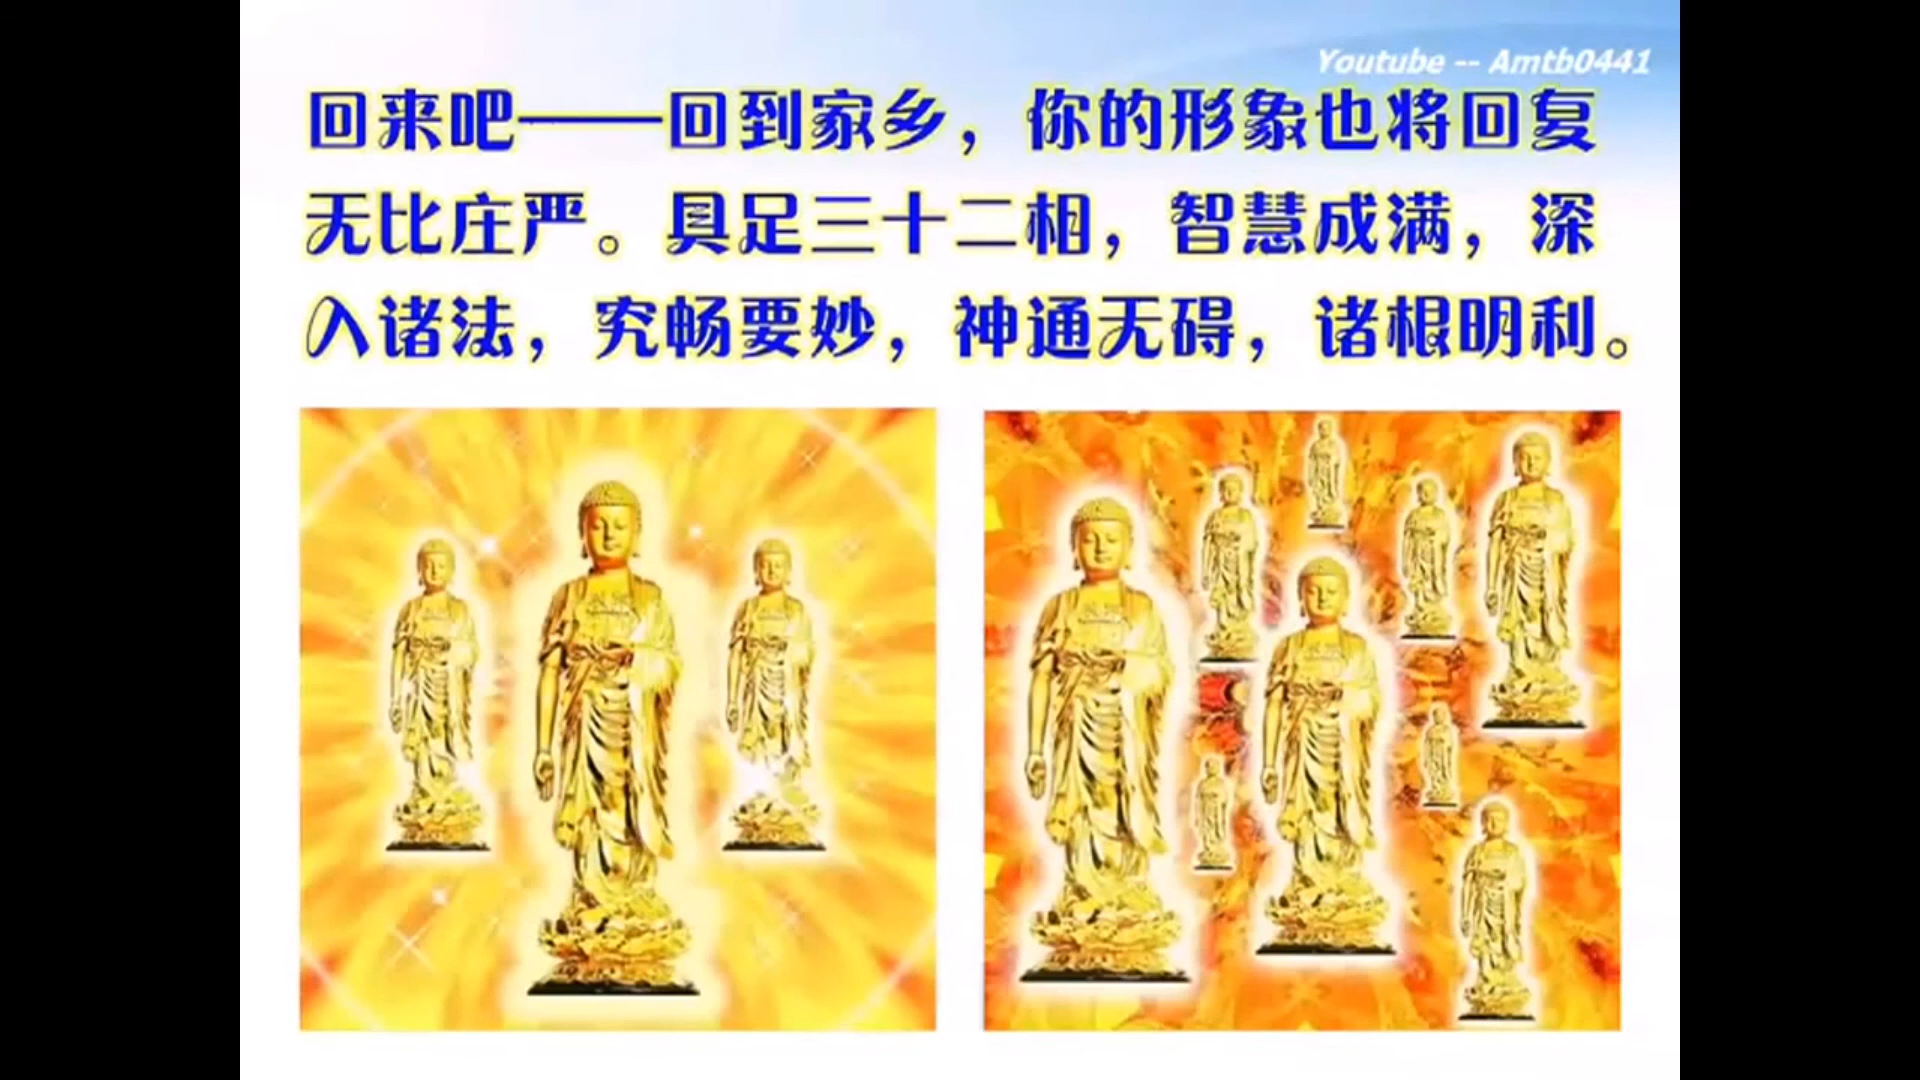 Youtube -- Amtb0441
回来吧——回到家乡，你的形象也将回复
无比庄严。具足三十二相，智慧成满，深
入诸法，究畅要妙，神通无碍，诸根明利。